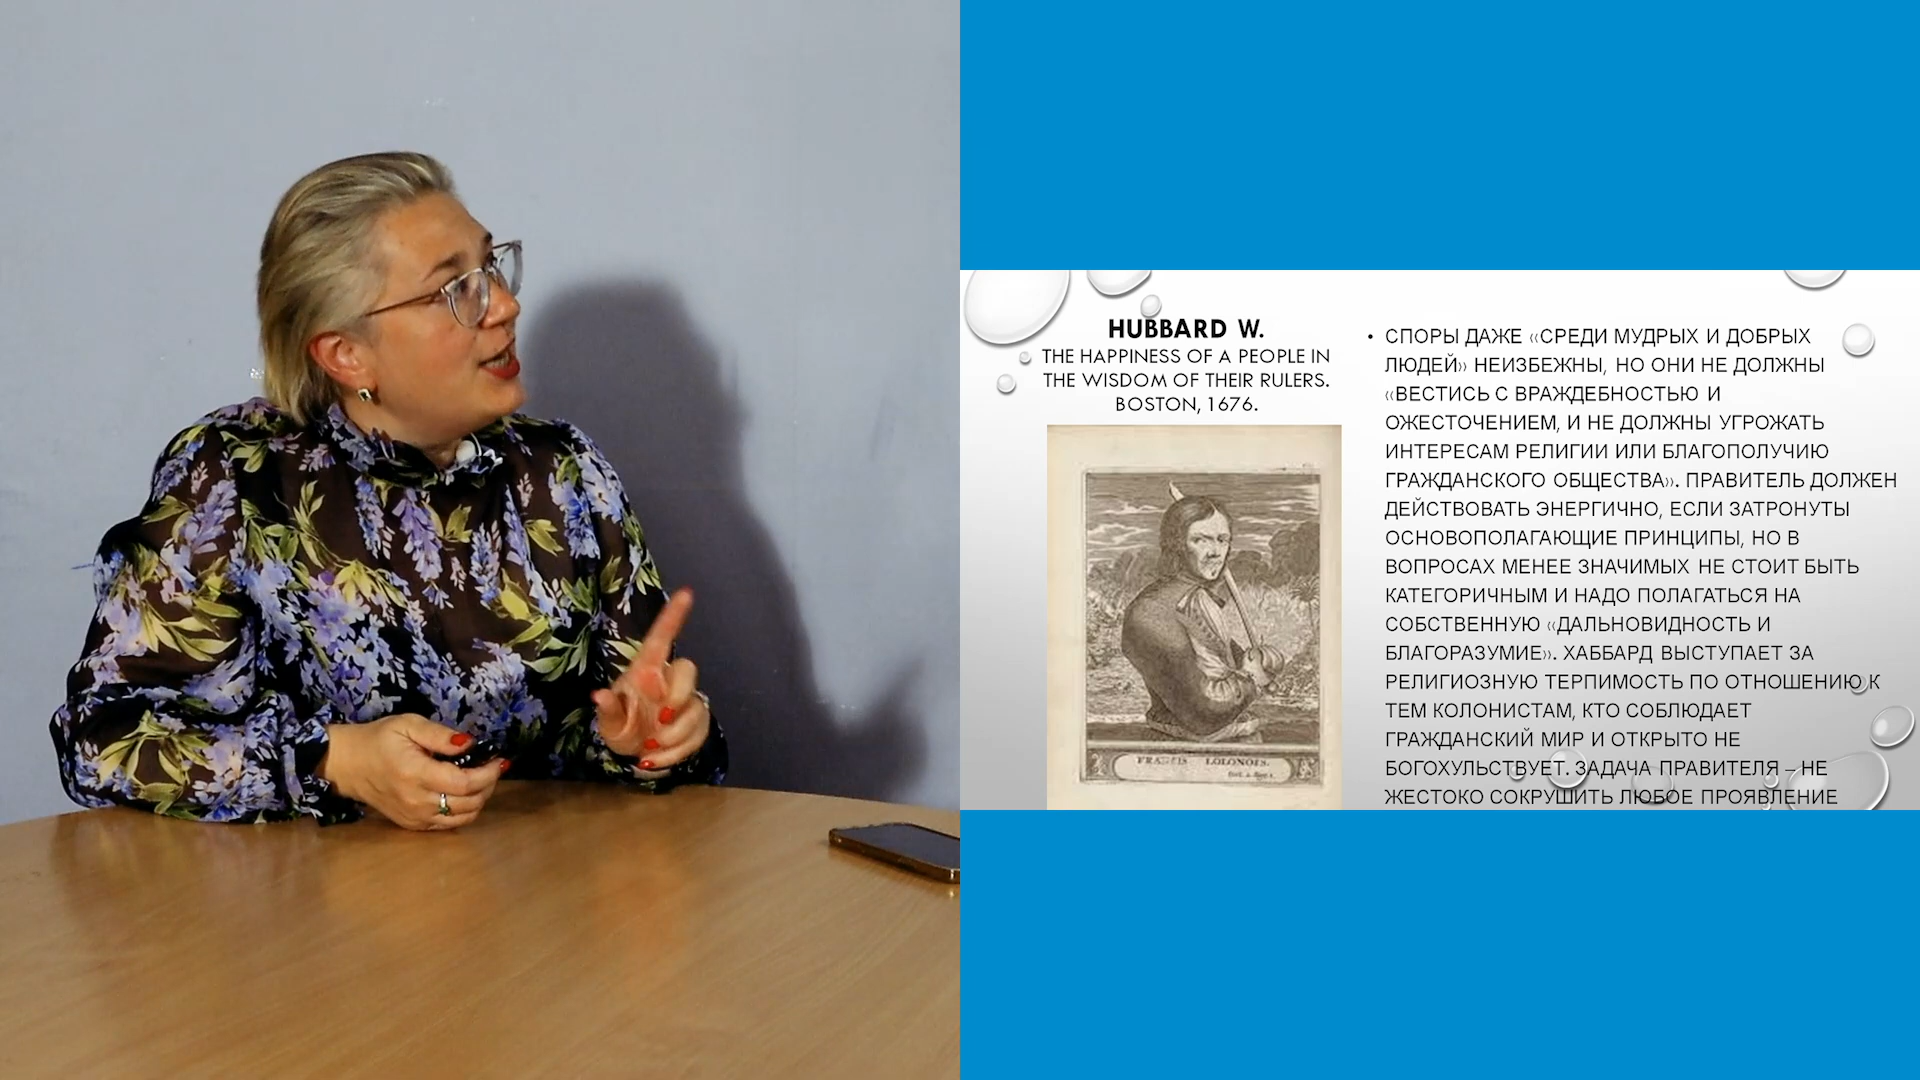 HUBBARD W.
THE HAPPINESS OF A PEOPLE IN
THE WISDOM OF THEIR RULERS.
BOSTON, 1676.
FRANCIS LOLONOIS.
• СПОРЫ ДАЖЕ «СРЕДИ МУДРЫХ И ДОБРЫХ
ЛЮДЕЙ» НЕИЗБЕЖНЫ, НО ОНИ НЕ ДОЛЖНЫ
«ВЕСТИСЬ С ВРАЖДЕБНОСТЬЮ И
ОЖЕСТОЧЕНИЕМ, И НЕ ДОЛЖНЫ УГРОЖАТЬ
ИНТЕРЕСАМ РЕЛИГИИ ИЛИ БЛАГОПОЛУЧИЮ
ГРАЖДАНСКОГО ОБЩЕСТВА». ПРАВИТЕЛЬ ДОЛЖЕН
ДЕЙСТВОВАТЬ ЭНЕРГИЧНО, ЕСЛИ ЗАТРОНУТЫ
ОСНОВОПОЛАГАЮЩИЕ ПРИНЦИПЫ, НО В
ВОПРОСАХ МЕНЕЕ ЗНАЧИМЫХ НЕ СТОИТ БЫТЬ
КАТЕГОРИЧНЫМ И НАДО ПОЛАГАТЬСЯ НА
СОБСТВЕННУЮ «ДАЛЬНОВИДНОСТЬ И
БЛАГОРАЗУМИЕ». ХАББАРД ВЫСТУПАЕТ ЗА
РЕЛИГИОЗНУЮ ТЕРПИМОСТЬ ПО ОТНОШЕНИЮ К
ТЕМ КОЛОНИСТАМ, КТО СОБЛЮДАЕТ
ГРАЖДАНСКИЙ МИР И ОТКРЫТО НЕ
БОГОХУЛЬСТВУЕТ. ЗАДАЧА ПРАВИТЕЛЯ – НЕ
ЖЕСТОКО СОКРУШИТЬ ЛЮБОЕ ПРОЯВЛЕНИЕ